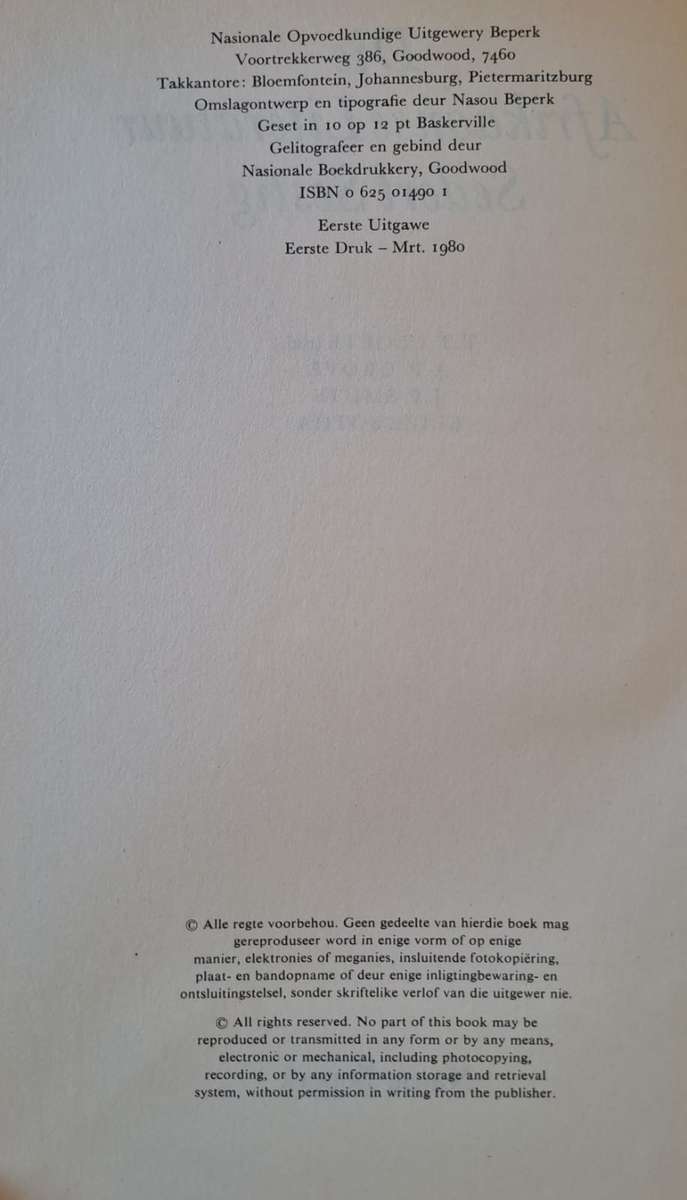 Nasionale Opvoedkundige Uitgewery Beperk
Voortrekkerweg 386, Goodwood, 7460
Takkantore: Bloemfontein, Johannesburg, Pietermaritzburg
Omslagontwerp en tipografie deur Nasou Beperk
Geset in 10 op 12 pt Baskerville
Gelitografeer en gebind deur
Nasionale Boekdrukkery, Goodwood
ISBN 0 625 01490 1
Eerste Uitgawe
Eerste Druk – Mrt. 1980
© Alle regte voorbehou. Geen gedeelte van hierdie boek mag
gereproduseer word in enige vorm of op enige
manier, elektronies of meganies, insluitende fotokopiëring,
plaat- en bandopname of deur enige inligtingbewaring- en
ontsluitingstelsel, sonder skriftelike verlof van die uitgewer nie.
© All rights reserved. No part of this book may be
reproduced or transmitted in any form or by any means,
electronic or mechanical, including photocopying,
recording, or by any information storage and retrieval
system, without permission in writing from the publisher.